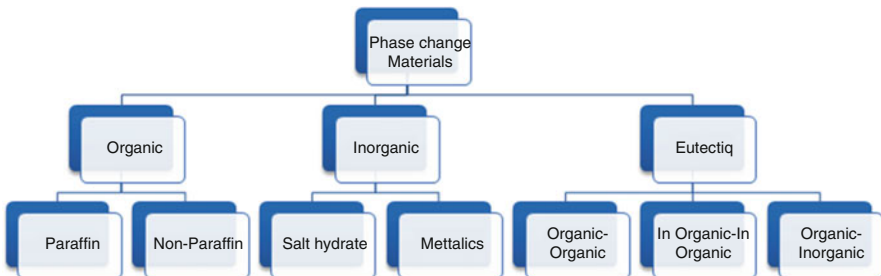 Phase change
Materials
Organic
Inorganic
Eutectiq
Paraffin
Non-Paraffin
Salt hydrate
Mettalics
Organic-
Organic
In Organic-In
Organic
Organic-
Inorganic